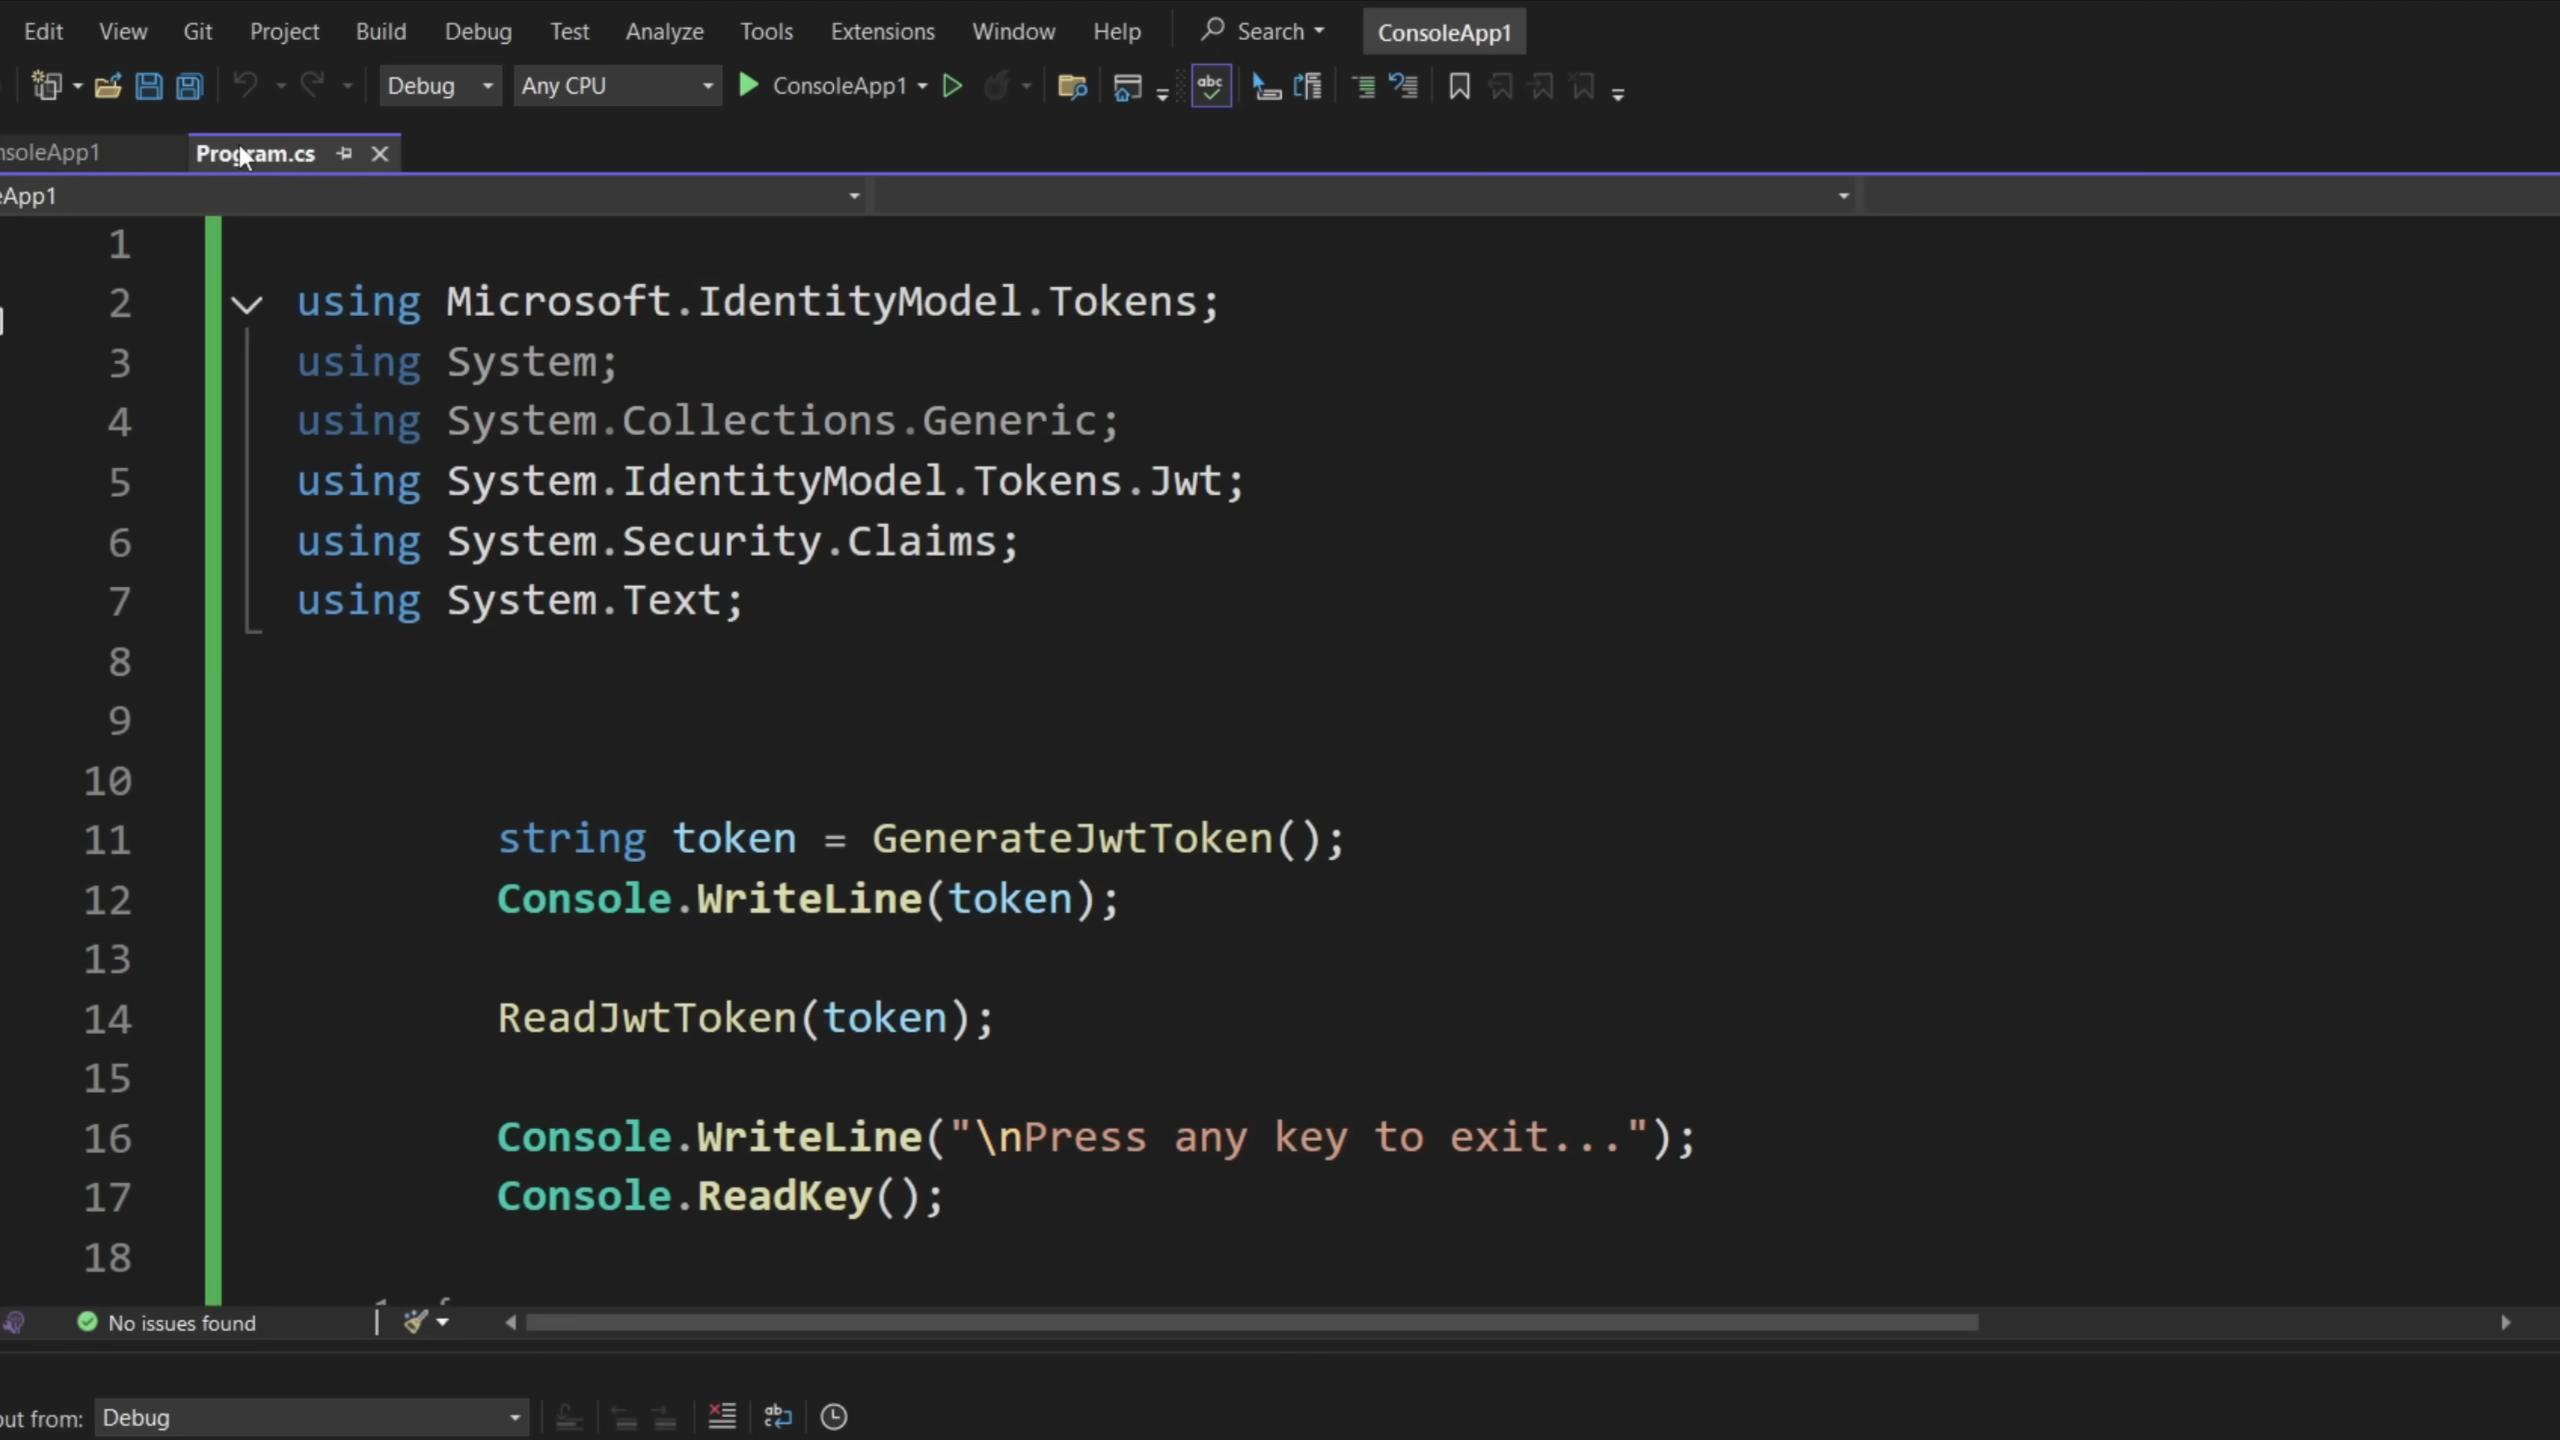 Edit View Git Project Build Debug Test Analyze Tools Extensions Window Help Search ConsoleApp1
Debug Any CPU ConsoleApp1
nsoleApp1 Program.cs
eApp1
1
2 using Microsoft.IdentityModel.Tokens;
3 using System;
4 using System.Collections.Generic;
5 using System.IdentityModel.Tokens.Jwt;
6 using System.Security.Claims;
7 using System.Text;
8
9
10
11 string token = GenerateJwtToken();
12 Console.WriteLine(token);
13
14 ReadJwtToken(token);
15
16 Console.WriteLine("\nPress any key to exit...");
17 Console.ReadKey();
18
No issues found
out from: Debug